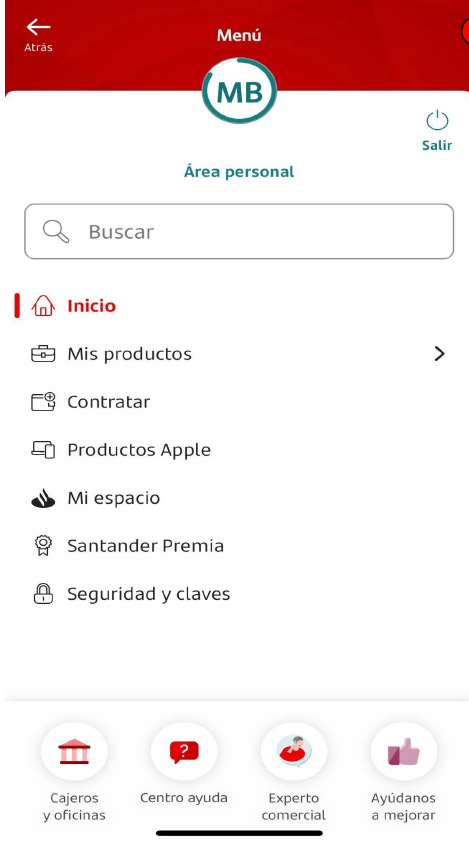 Menú
Atrás
MB
Salir
Área personal
Buscar
Inicio
Mis productos
Contratar
Productos Apple
Mi espacio
Santander Premia
Seguridad y claves
Cajeros
y oficinas
Centro ayuda
Experto
comercial
Ayúdanos
a mejorar